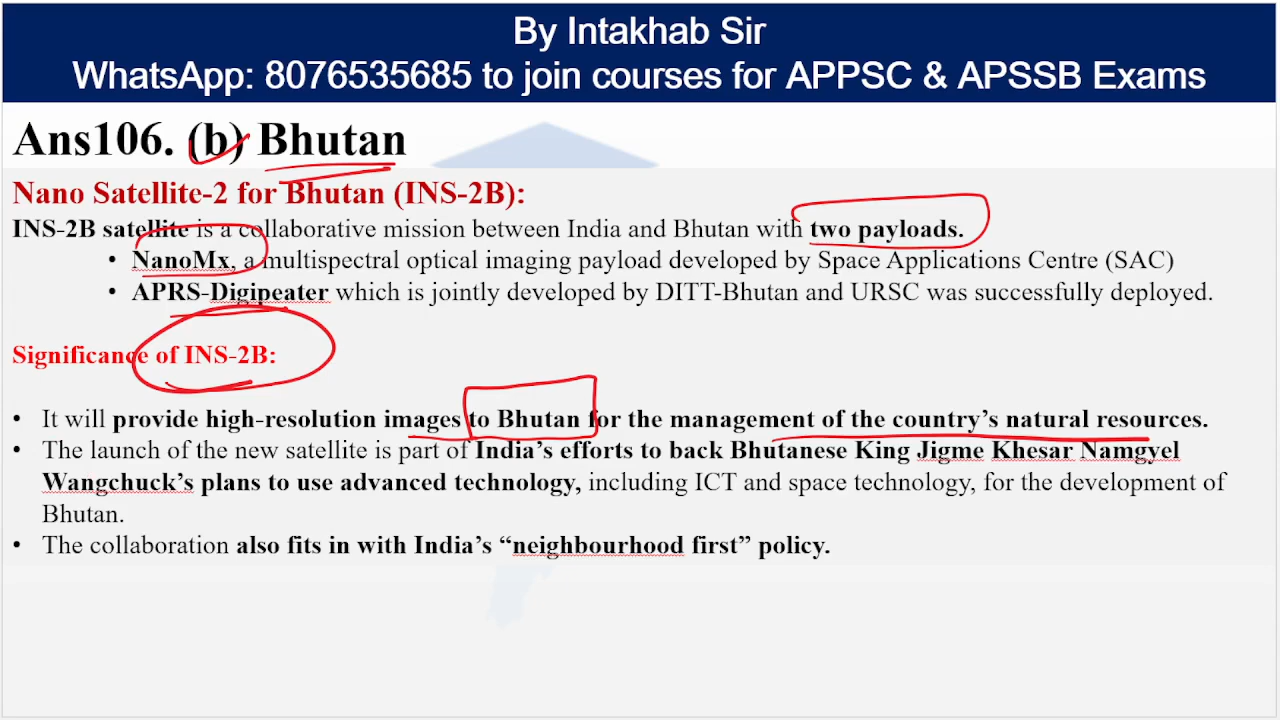 By Intakhab Sir
WhatsApp: 8076535685 to join courses for APPSC & APSSB Exams
Ans106. (b) Bhutan
Nano Satellite-2 for Bhutan (INS-2B):
INS-2B satellite is a collaborative mission between India and Bhutan with two payloads.
• NanoMx, a multispectral optical imaging payload developed by Space Applications Centre (SAC)
• APRS-Digipeater which is jointly developed by DITT-Bhutan and URSC was successfully deployed.
Significance of INS-2B:
• It will provide high-resolution images to Bhutan for the management of the country’s natural resources.
• The launch of the new satellite is part of India’s efforts to back Bhutanese King Jigme Khesar Namgyel
Wangchuck’s plans to use advanced technology, including ICT and space technology, for the development of
Bhutan.
• The collaboration also fits in with India’s “neighbourhood first” policy.